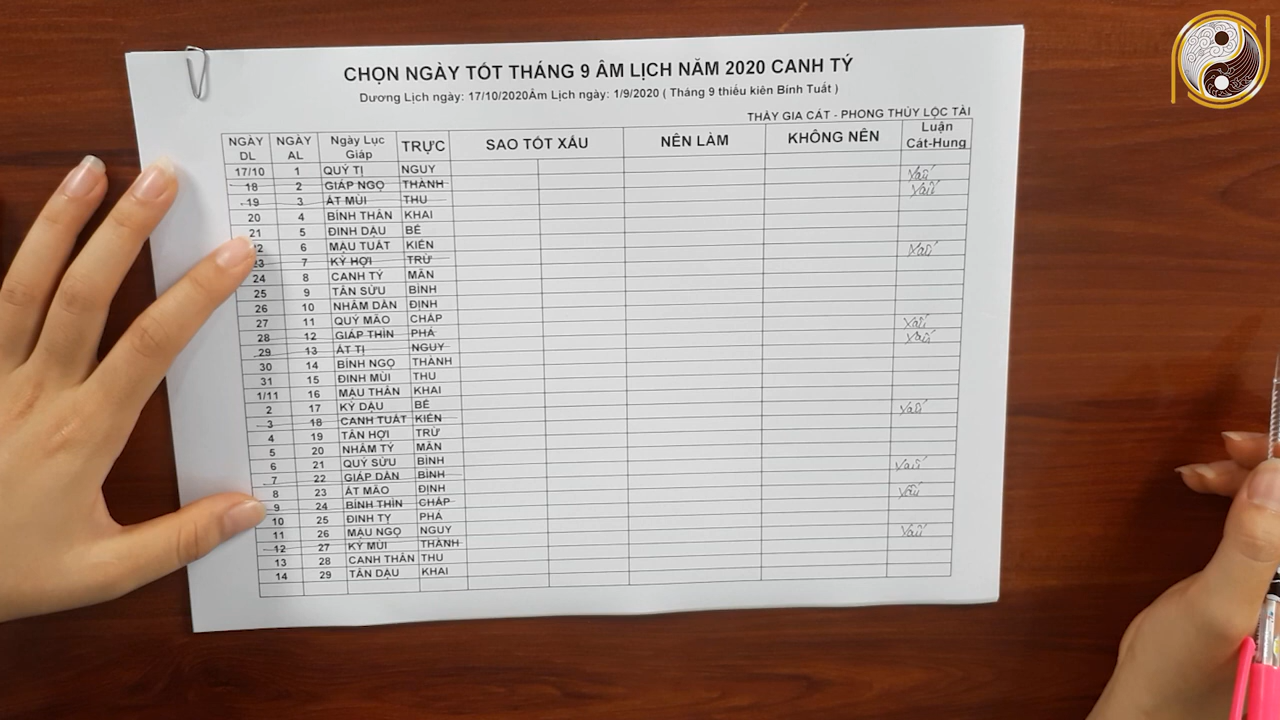 CHỌN NGÀY TỐT THÁNG 9 ÂM LỊCH NĂM 2020 CANH TÝ
Dương Lịch ngày: 17/10/2020Âm Lịch ngày: 1/9/2020 ( Tháng 9 thiếu kiên Bính Tuất )
THẦY GIA CÁT - PHONG THỦY LỘC TÀI
NGÀY DL NGÀY AL Ngày Lục Giáp TRỰC SAO TỐT XẤU NÊN LÀM KHÔNG NÊN Luận Cát-Hung
17/10 1 QUÝ TỊ NGUY
18 2 GIÁP NGỌ THÀNH Xấu
19 3 ẤT MÙI THU Xấu
20 4 BÍNH THÂN KHAI
21 5 ĐINH DẬU BẾ
6 MẬU TUẤT KIẾN
23 7 KỶ HỢI TRỪ Xấu
24 8 CANH TÝ MÃN
25 9 TÂN SỬU BÌNH
26 10 NHÂM DẦN ĐỊNH
27 11 QUÝ MÃO CHẤP
28 12 GIÁP THÌN PHÁ Xấu
29 13 ẤT TỊ NGUY Xấu
30 14 BÍNH NGỌ THÀNH
31 15 ĐINH MÙI THU
1/11 16 MẬU THÂN KHAI
2 17 KỶ DẬU BẾ
3 18 CANH TUẤT KIẾN Xấu
4 19 TÂN HỢI TRỪ
5 20 NHÂM TÝ MÃN
6 21 QUÝ SỬU BÌNH
7 22 GIÁP DẦN BÌNH Xấu
8 23 ẤT MÃO ĐỊNH
9 24 BÍNH THÌN CHẤP Xấu
10 25 ĐINH TỴ PHÁ
11 26 MẬU NGỌ NGUY
12 27 KỶ MÙI THÀNH Xấu
13 28 CANH THÂN THU
14 29 TÂN DẬU KHAI